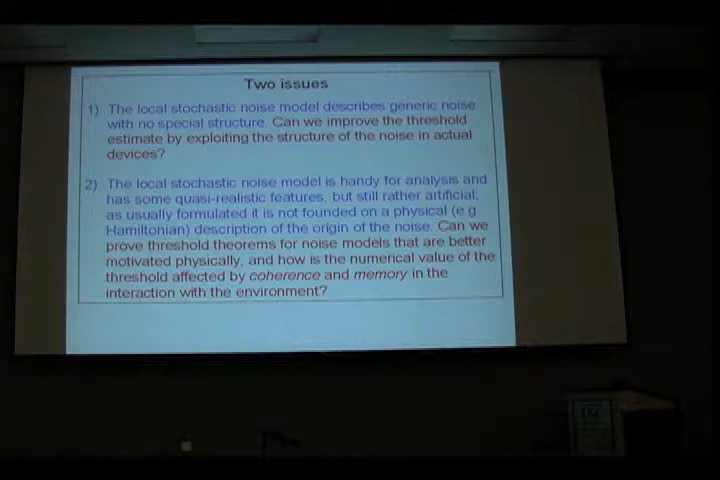 Two issues
1) The local stochastic noise model describes generic noise
with no special structure. Can we improve the threshold
estimate by exploiting the structure of the noise in actual
devices?
2) The local stochastic noise model is handy for analysis and
has some quasi-realistic features, but still rather artificial;
as usually formulated it is not founded on a physical (e.g.
Hamiltonian) description of the origin of the noise. Can we
prove threshold theorems for noise models that are better
motivated physically, and how is the numerical value of the
threshold affected by coherence and memory in the
interaction with the environment?